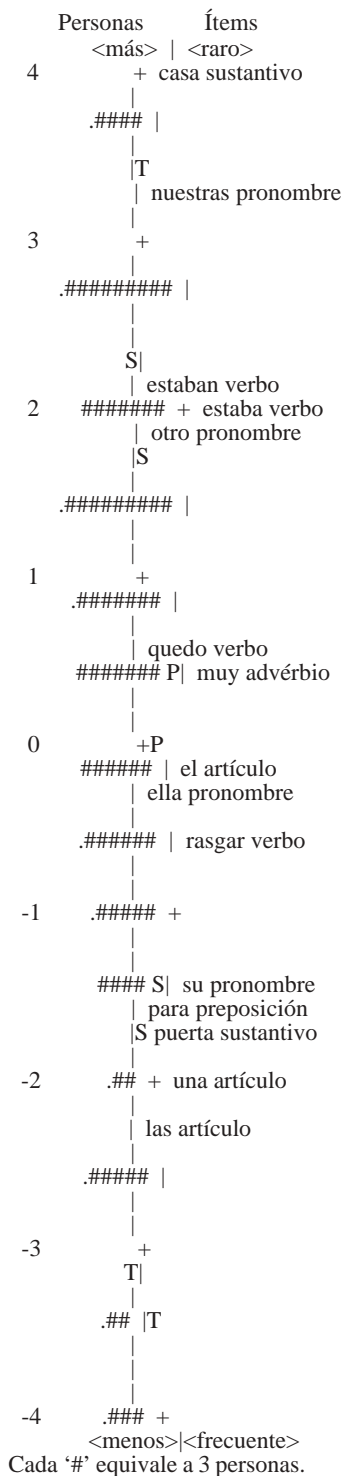 Personas Ítems
<más> | <raro>
4 + casa sustantivo
|
.#### |
|
|T
| nuestras pronombre
|
3 +
|
.######### |
|
|
S|
| estaban verbo
2 ####### + estaba verbo
| otro pronombre
|S
|
.######### |
|
|
1 +
.####### |
|
| quedo verbo
####### P| muy advérbio
|
|
0 +P
###### | el artículo
| ella pronombre
|
.###### | rasgar verbo
|
|
-1 .##### +
|
|
#### S| su pronombre
| para preposición
|S puerta sustantivo
|
-2 .## + una artículo
|
| las artículo
|
.##### |
|
|
-3 +
T|
|
.## |T
|
|
|
-4 .### +
<menos>|<frecuente>
Cada ‘#’ equivale a 3 personas.